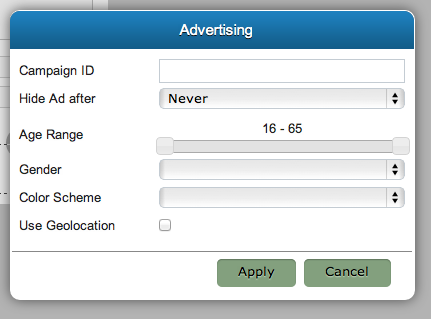 Advertising
Campaign ID
Hide Ad after Never
Age Range 16 - 65
Gender
Color Scheme
Use Geolocation
Apply Cancel